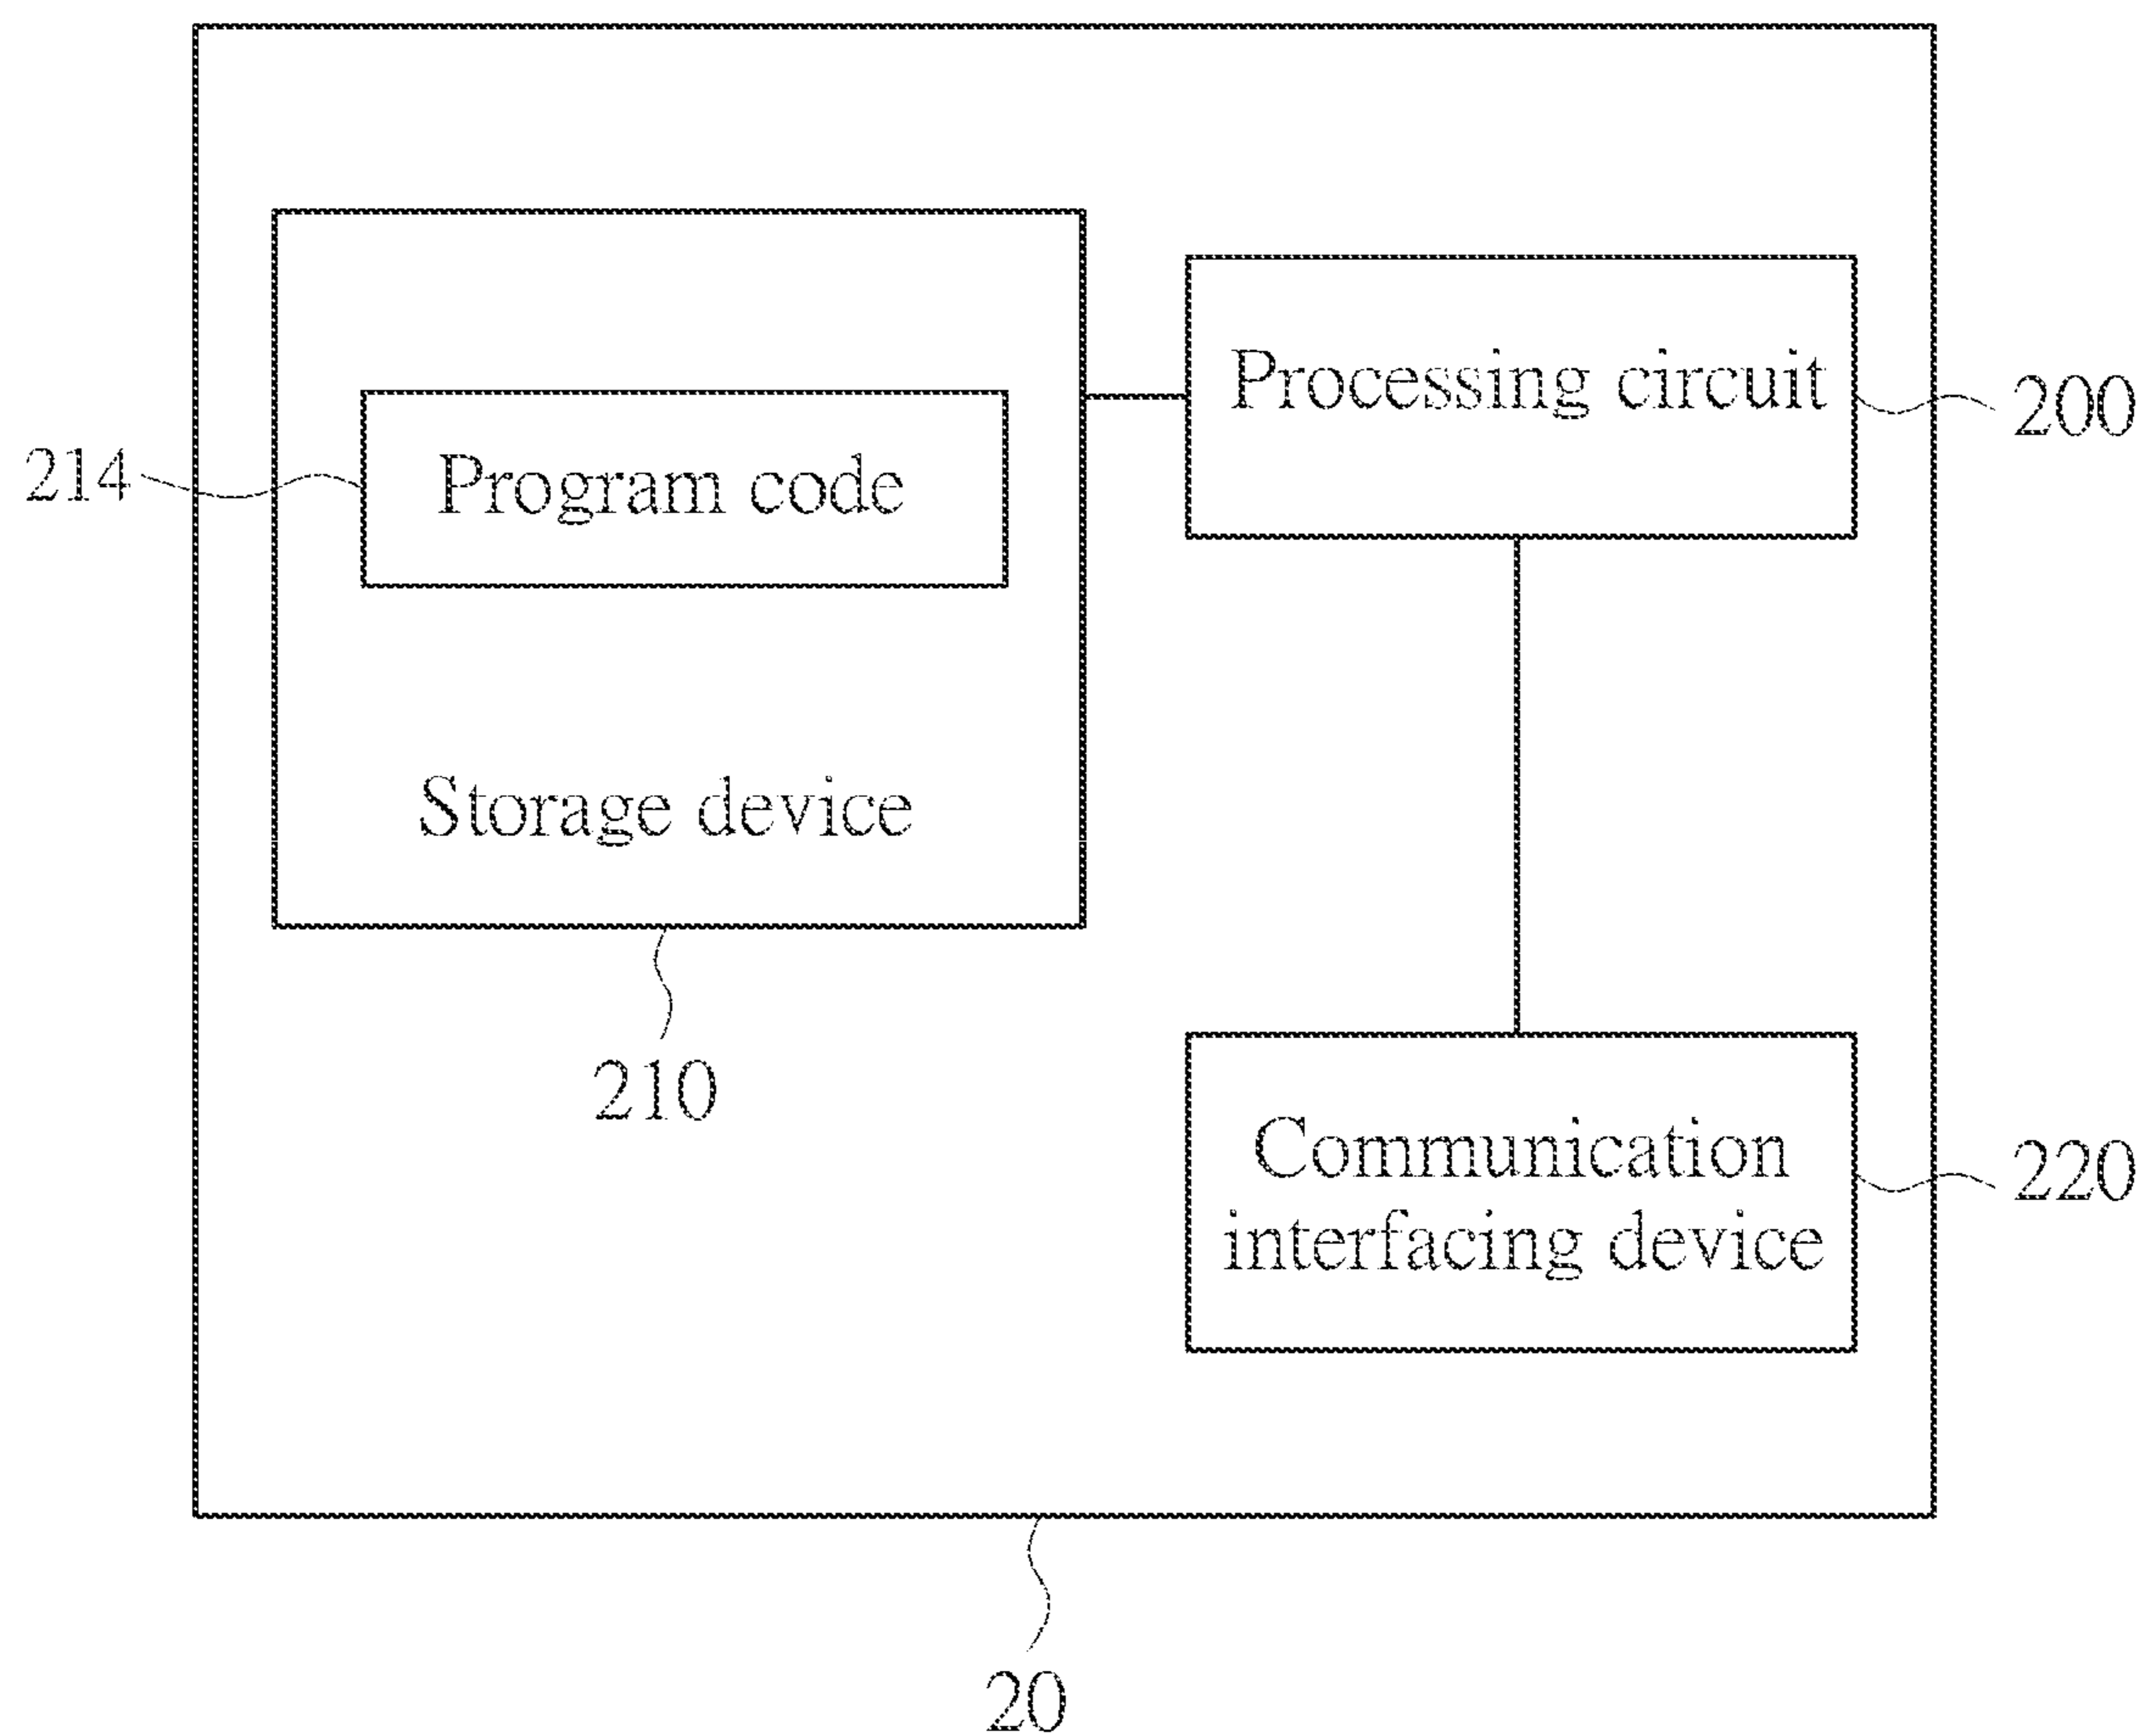 Processing circuit
200
214
Program code
Storage device
210
Communication
interfacing device
220
20